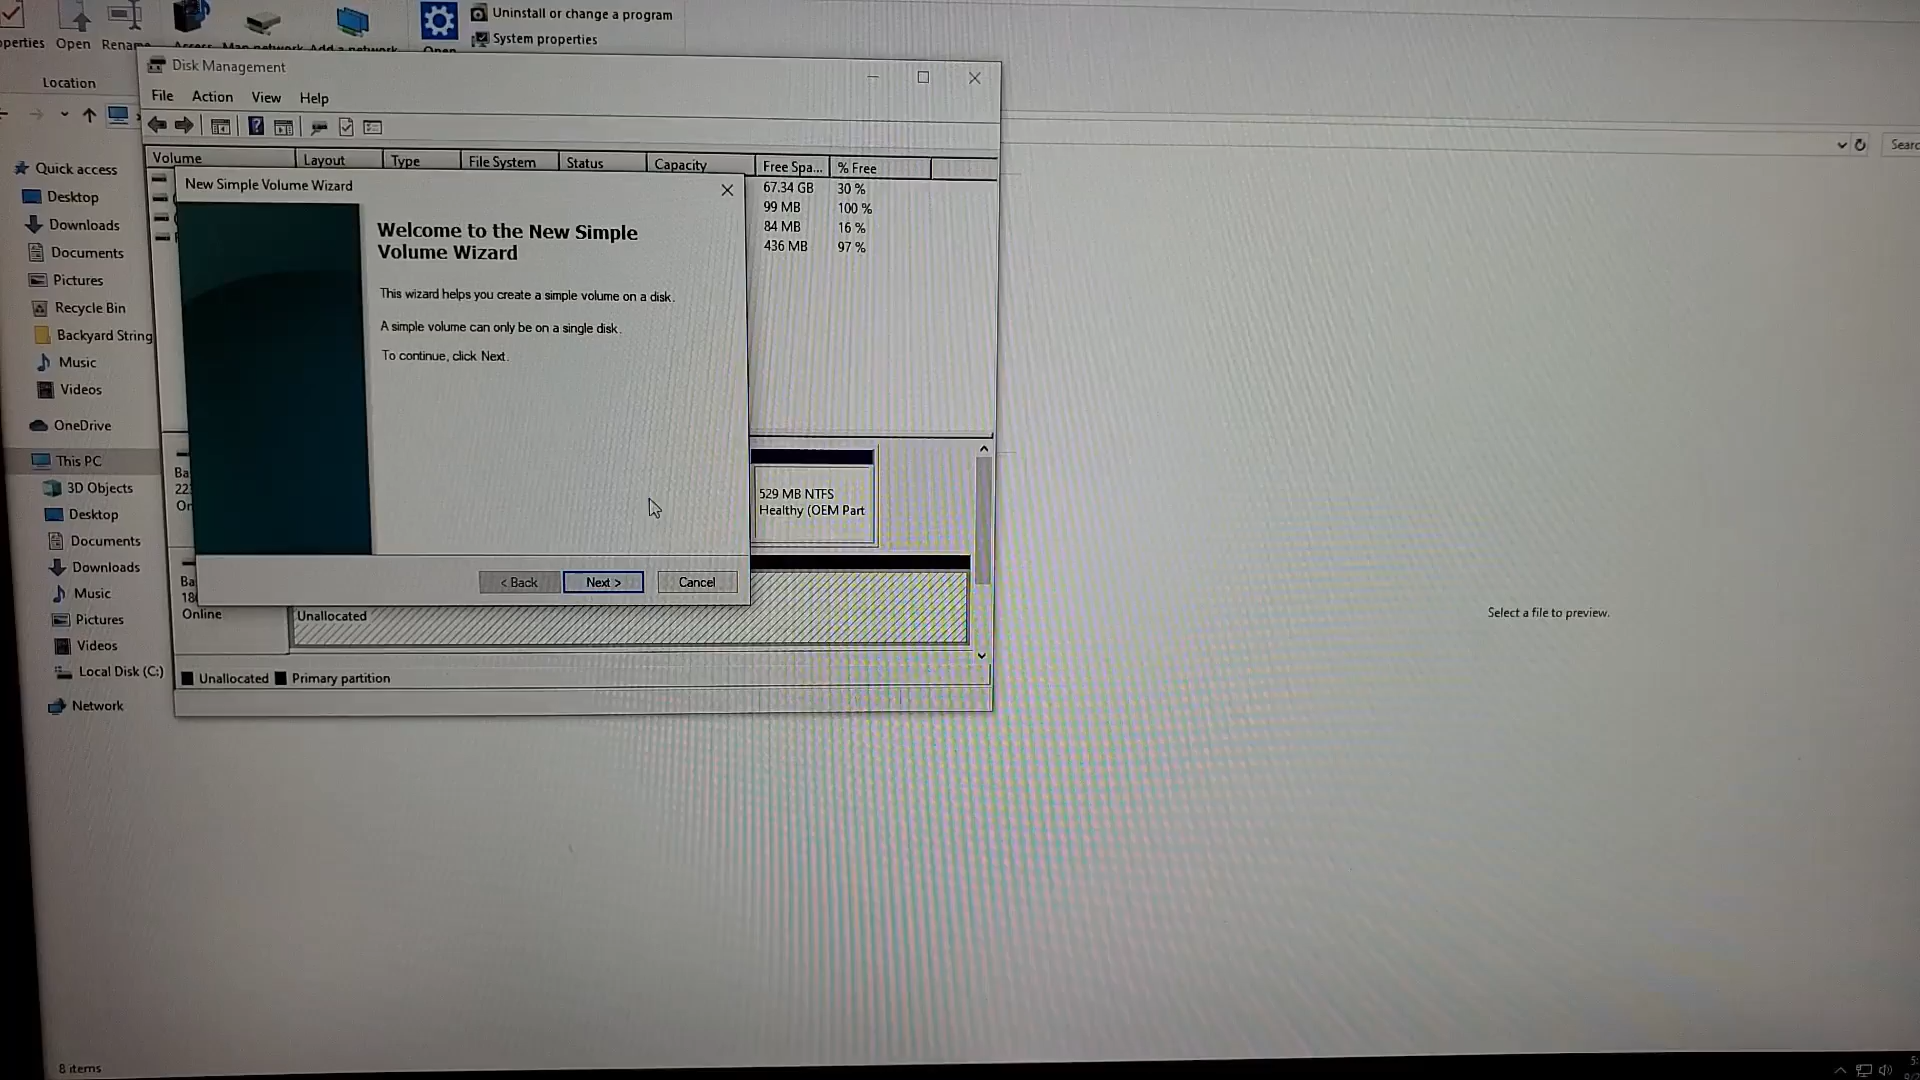 Uninstall or change a program
System properties
Open
Location
Disk Management
File Action View Help
Volume Layout Type File System Status Capacity Free Spa... % Free
67.34 GB 30 %
99 MB 100 %
84 MB 16 %
436 MB 97 %
New Simple Volume Wizard
Welcome to the New Simple
Volume Wizard
This wizard helps you create a simple volume on a disk.
A simple volume can only be on a single disk.
To continue, click Next.
< Back Next > Cancel
529 MB NTFS
Healthy (OEM Part
Online
Unallocated
Unallocated Primary partition
Quick access
Desktop
Downloads
Documents
Pictures
Recycle Bin
Backyard String
Music
Videos
OneDrive
This PC
3D Objects
Desktop
Documents
Downloads
Music
Pictures
Videos
Local Disk (C:)
Network
Select a file to preview.
8 items